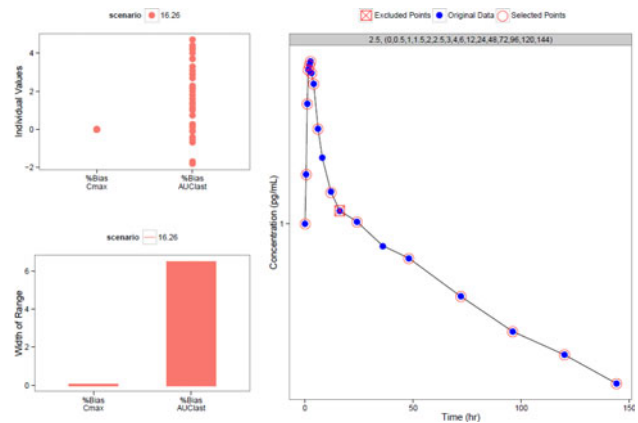 scenario 16.26
Individual Values
4
2
0
-2
%Bias
Cmax
%Bias
AUClast
scenario 16.26
Width of Range
6
4
2
0
%Bias
Cmax
%Bias
AUClast
Excluded Points Original Data Selected Points
2.5, (0,0.5,1,1.5,2,2.5,3,4,6,12,24,48,72,96,120,144)
Concentration (pg/mL)
1
0 50 100 150
Time (hr)